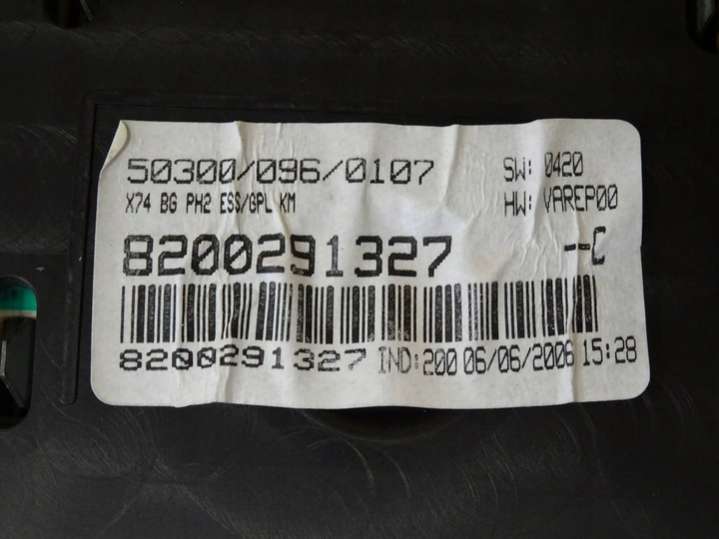 50300/096/0107 SW: 0420
X74 BG PH2 ESS/GPL KM HW: VAREP00
8200291327 --C
8200291327 IND:200 06/06/2006 15:28